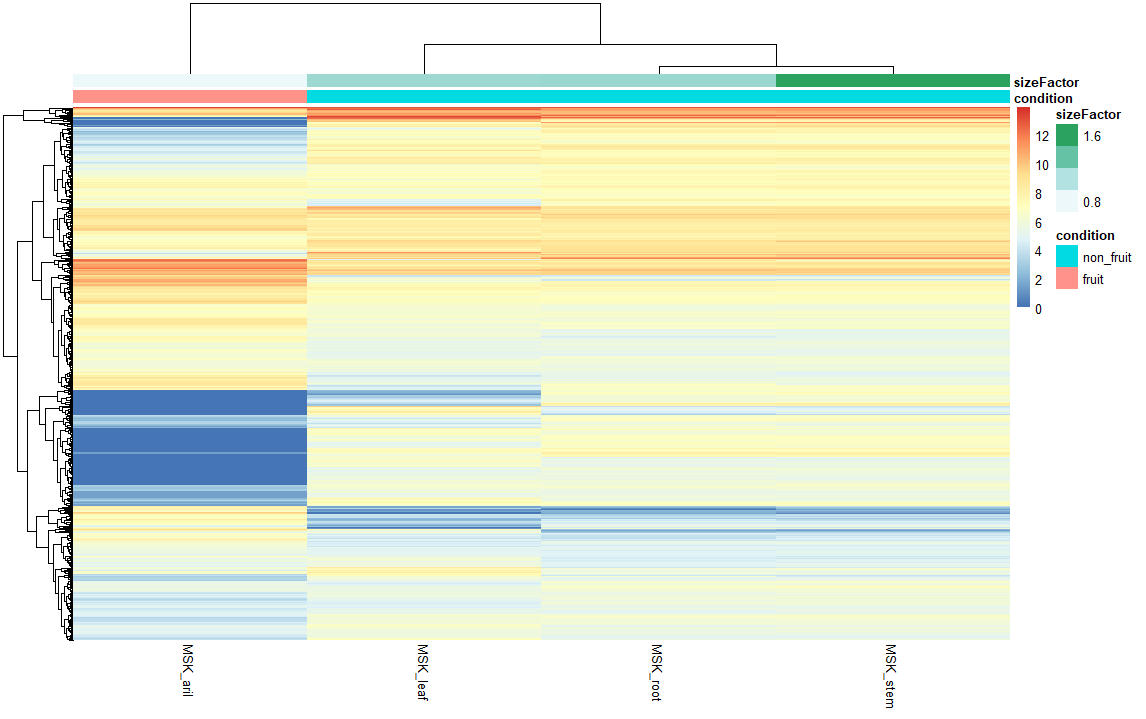 sizeFactor
condition
12
10
8
6
4
2
0
sizeFactor
1.6
0.8
condition
non_fruit
fruit
MSK_aril
MSK_leaf
MSK_root
MSK_stem